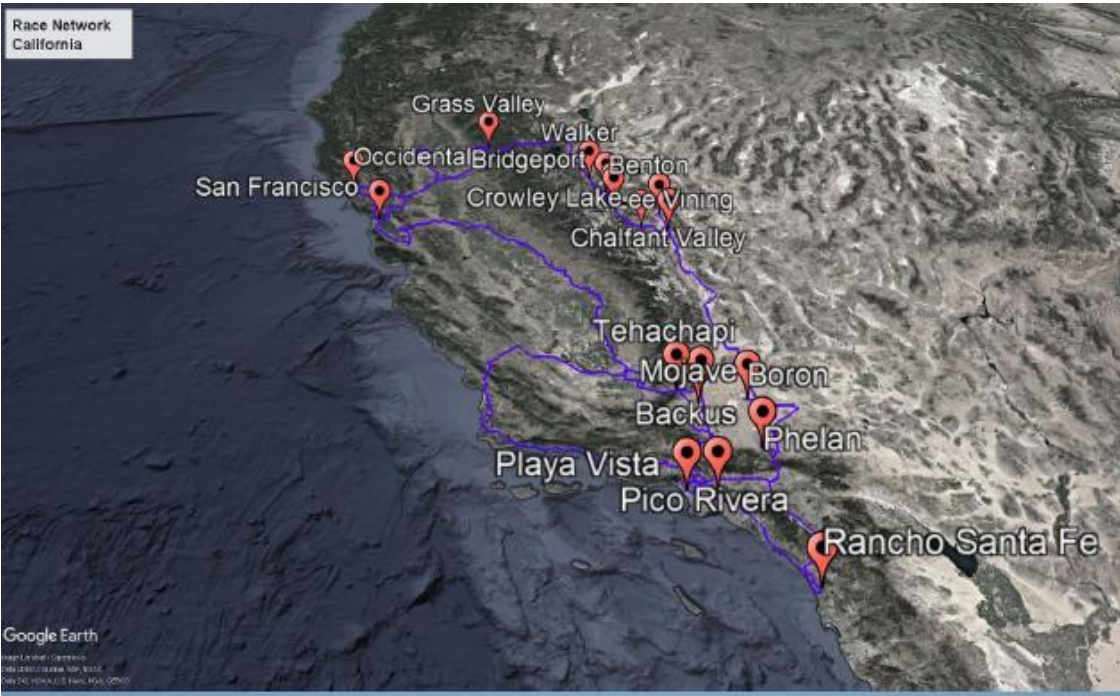 Race Network
California
Grass Valley
Walker
Occidental
Bridgeport
Benton
San Francisco
Crowley Lake
ee Vining
Chalfant Valley
Tehachapi
Mojave
Boron
Backus
Phelan
Playa Vista
Pico Rivera
Rancho Santa Fe
Google Earth